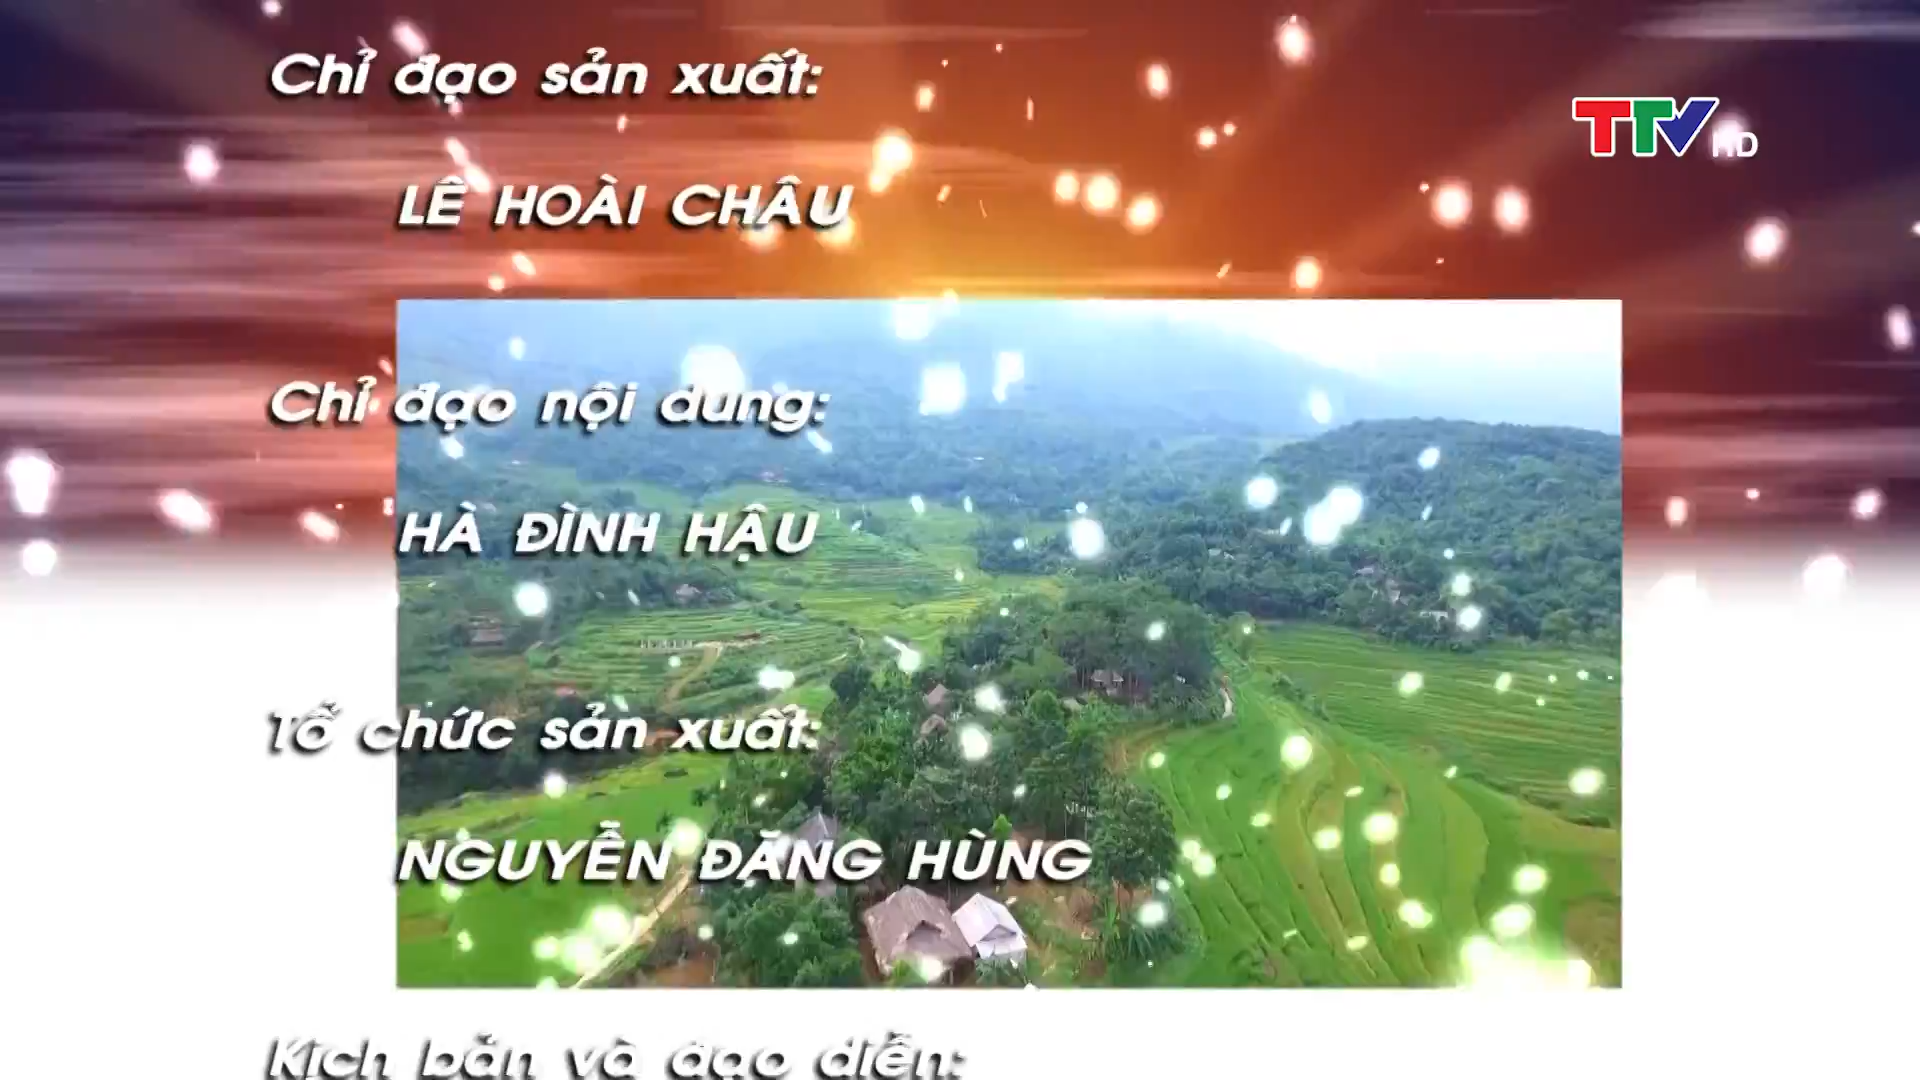 Chỉ đạo sản xuất:
TTV HD
LÊ HOÀI CHÂU
Chỉ đạo nội dung:
HÀ ĐÌNH HẬU
Tổ chức sản xuất:
NGUYỄN ĐĂNG HÙNG
Kịch bản và đạo diễn: